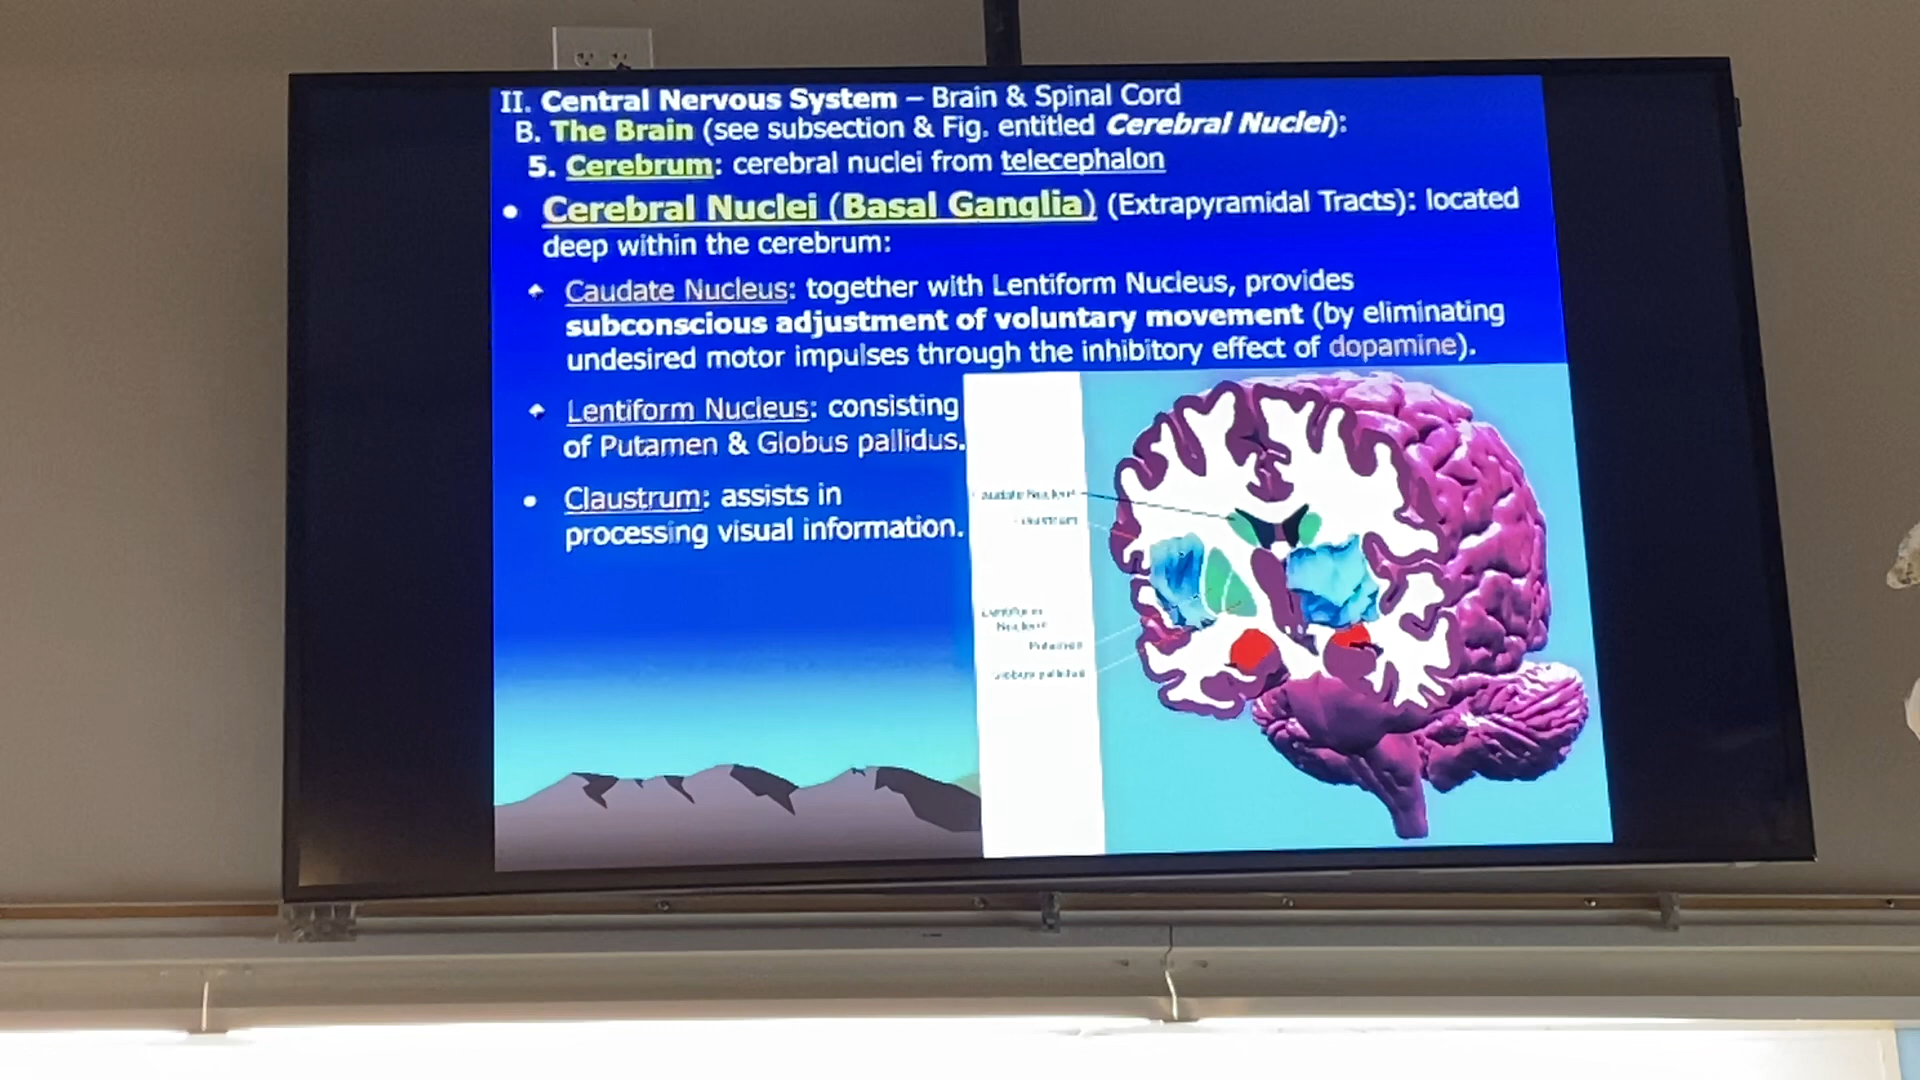 II. Central Nervous System – Brain & Spinal Cord
B. The Brain (see subsection & Fig. entitled Cerebral Nuclei):
5. Cerebrum: cerebral nuclei from telecephalon
• Cerebral Nuclei (Basal Ganglia) (Extrapyramidal Tracts): located
deep within the cerebrum:
Caudate Nucleus: together with Lentiform Nucleus, provides
subconscious adjustment of voluntary movement (by eliminating
undesired motor impulses through the inhibitory effect of dopamine).
Lentiform Nucleus: consisting
of Putamen & Globus pallidus.
• Claustrum: assists in
processing visual information.
Putamen